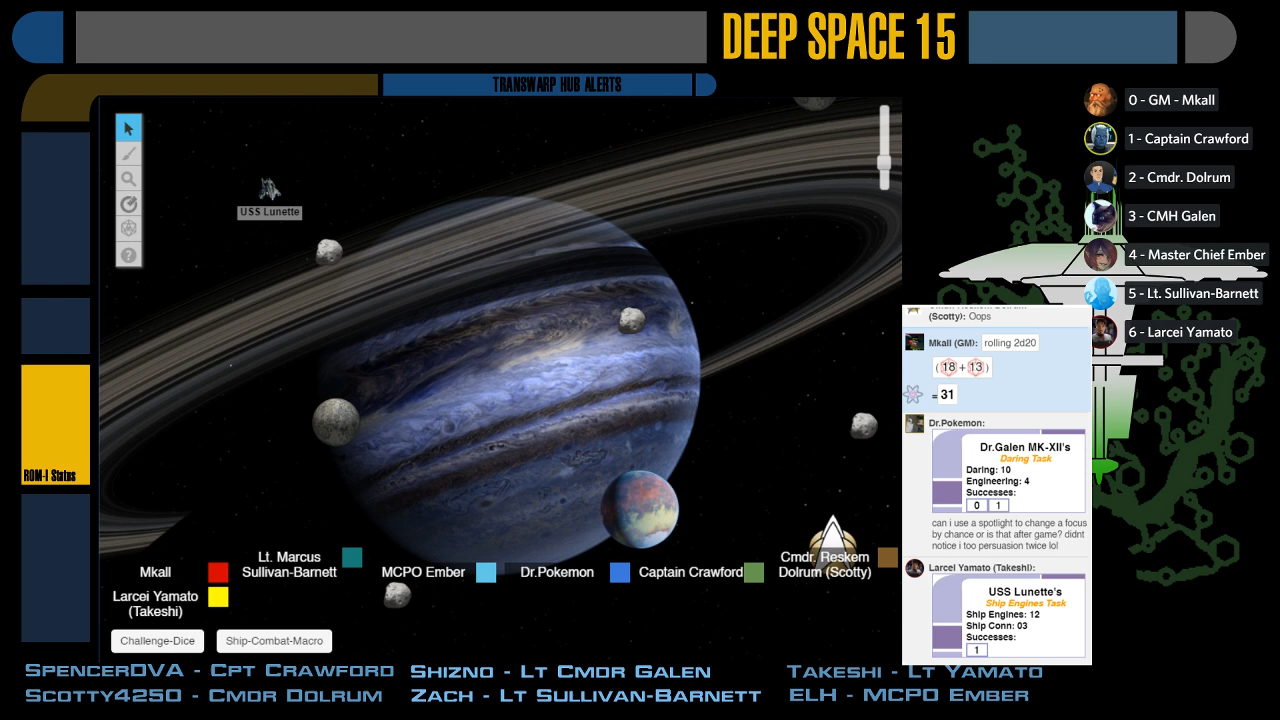 DEEP SPACE 15
TRANSWARP HUB ALERTS
0 - GM - Mkall
1 - Captain Crawford
2 - Cmdr. Dolrum
3 - CMH Galen
4 - Master Chief Ember
5 - Lt. Sullivan-Barnett
6 - Larcei Yamato
USS Lunette
ROM-I Status
(Scotty): Oops
Mkall (GM): rolling 2d20
(18+13)
=31
Dr.Pokemon:
Dr.Galen MK-XII's
Daring Task
Daring: 10
Engineering: 4
Successes:
0 1
can i use a spotlight to change a focus
by chance or is that after game? didnt
notice i too persuasion twice lol
Larcei Yamato (Takeshi):
USS Lunette's
Ship Engines Task
Ship Engines: 12
Ship Conn: 03
Successes:
1
Mkall
Lt. Marcus
Sullivan-Barnett
MCPO Ember
Dr.Pokemon
Captain Crawford
Cmdr. Reskem
Dolrum (Scotty)
Larcei Yamato
(Takeshi)
Challenge-Dice
Ship-Combat-Macro
SpencerDVA - Cpt Crawford
Shizno - Lt Cmdr Galen
Takeshi - Lt Yamato
Scotty4250 - Cmdr Dolrum
Zach - Lt Sullivan-Barnett
ELH - MCPO Ember